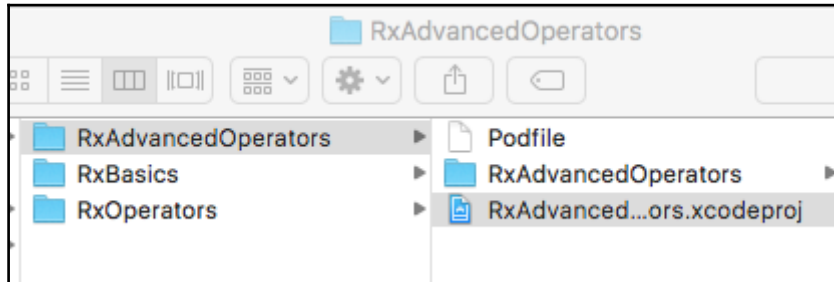 RxAdvancedOperators
RxAdvancedOperators
RxBasics
RxOperators
Podfile
RxAdvancedOperators
RxAdvanced...ors.xcodeproj